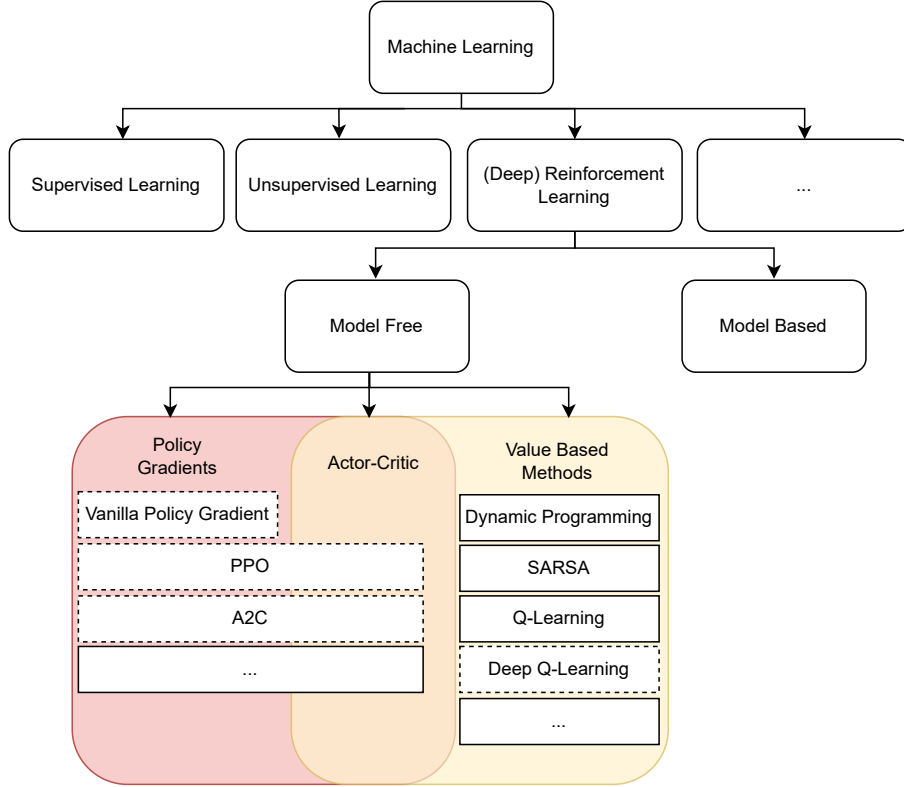 Machine Learning
Supervised Learning
Unsupervised Learning
(Deep) Reinforcement
Learning
...
Model Free
Model Based
Policy
Gradients
Actor-Critic
Value Based
Methods
Vanilla Policy Gradient
PPO
A2C
...
Dynamic Programming
SARSA
Q-Learning
Deep Q-Learning
...